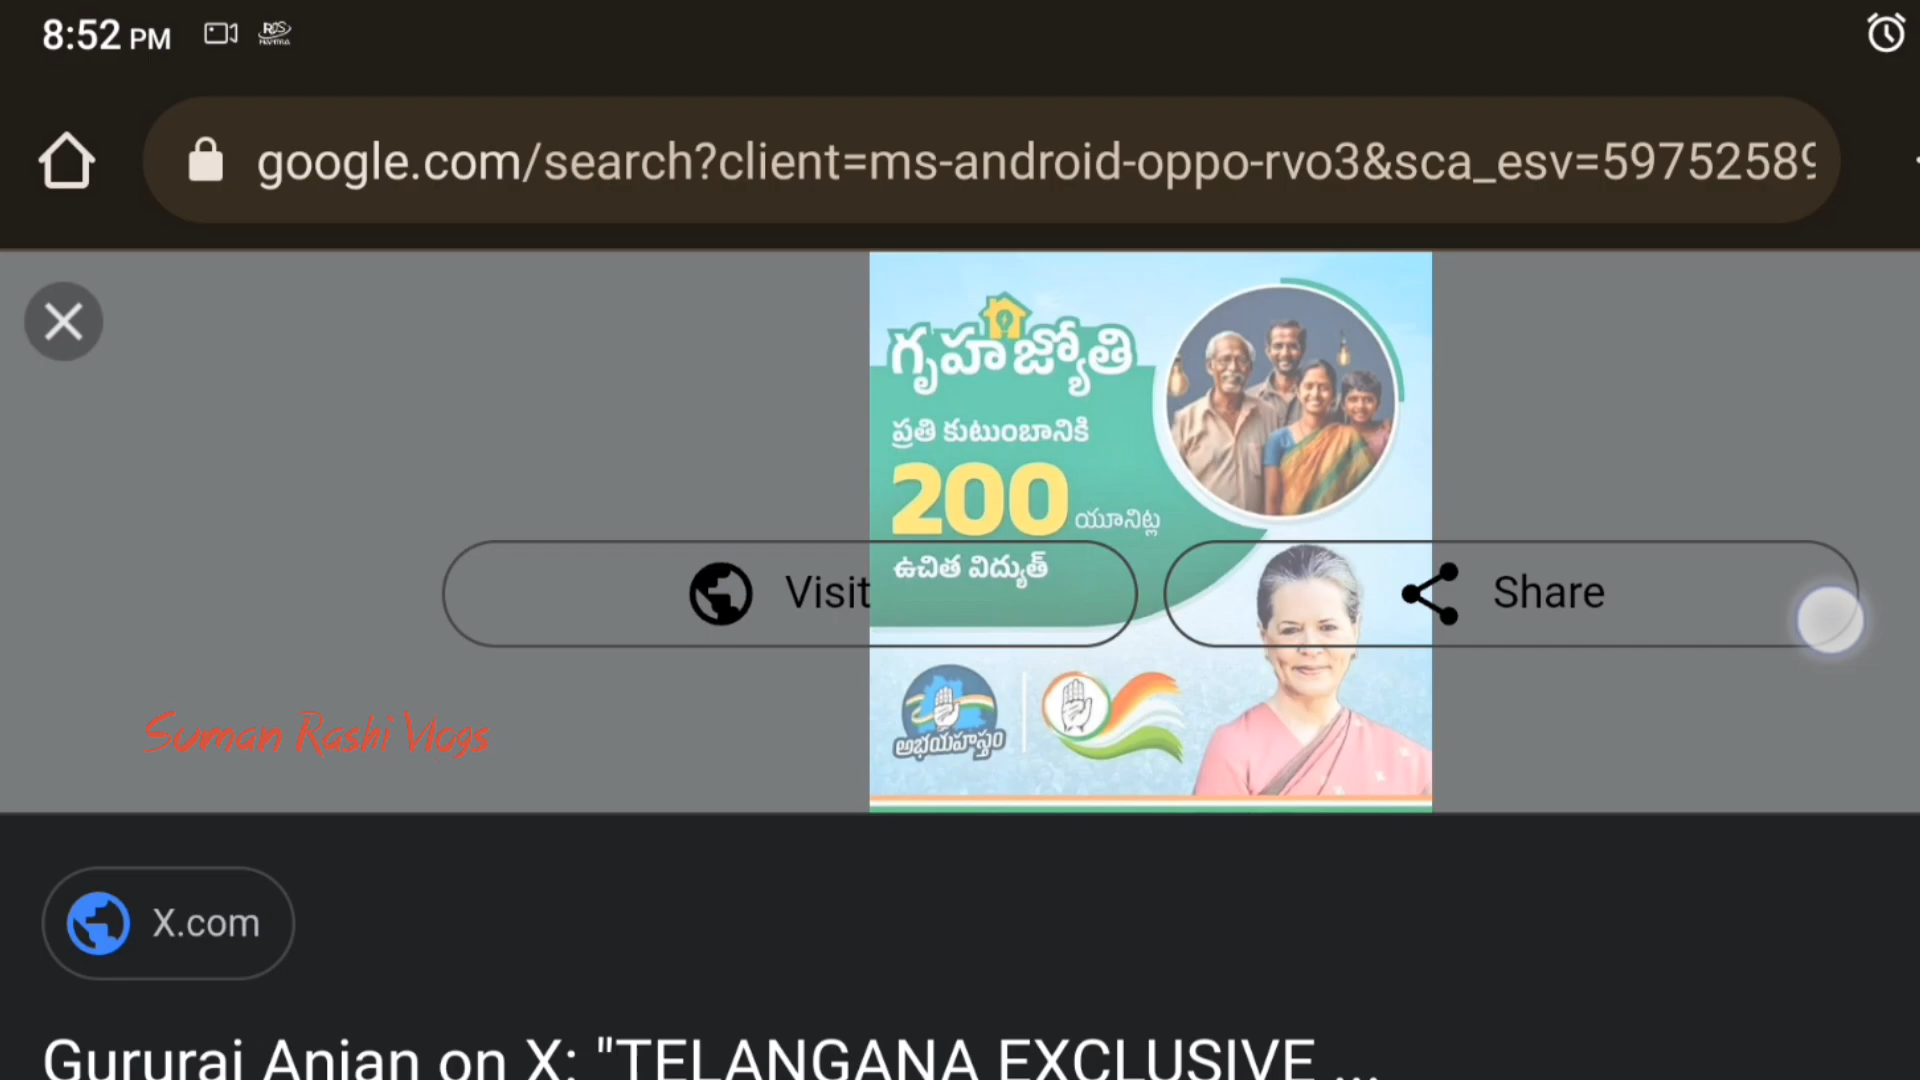 8:52 PM
google.com/search?client=ms-android-oppo-rvo3&sca_esv=59752589
గృహజ్యోతి
ప్రతి కుటుంబానికి
200 యూనిట్ల
ఉచిత విద్యుత్
Visit
Share
అభయహస్తం
Suman Rashi Vlogs
X.com
Gururaj Anjan on X: "TELANGANA EXCLUSIVE ...